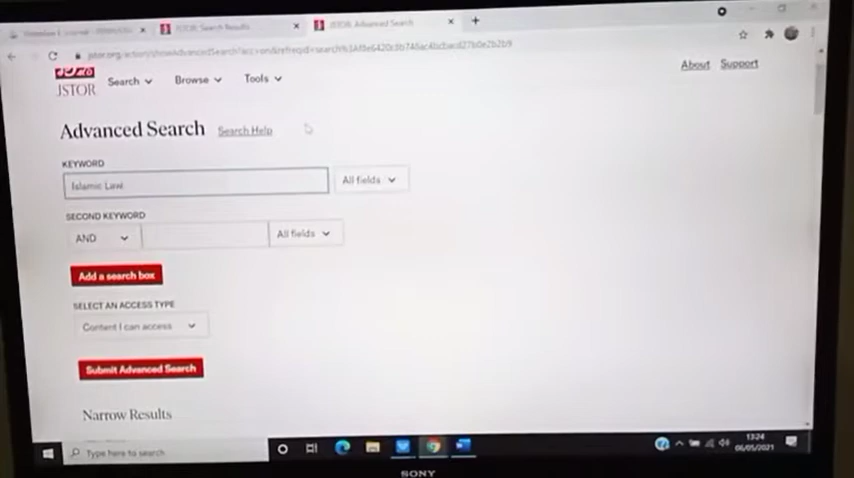 JSTOR Search Results
JSTOR: Advanced Search
About Support
JSTOR
Search Browse Tools
Advanced Search Search Help
KEYWORD
Islamic Law All fields
SECOND KEYWORD
AND All fields
Add a search box
SELECT AN ACCESS TYPE
Content I can access
Submit Advanced Search
Narrow Results
Type here to search
13:24
06/05/2021
SONY